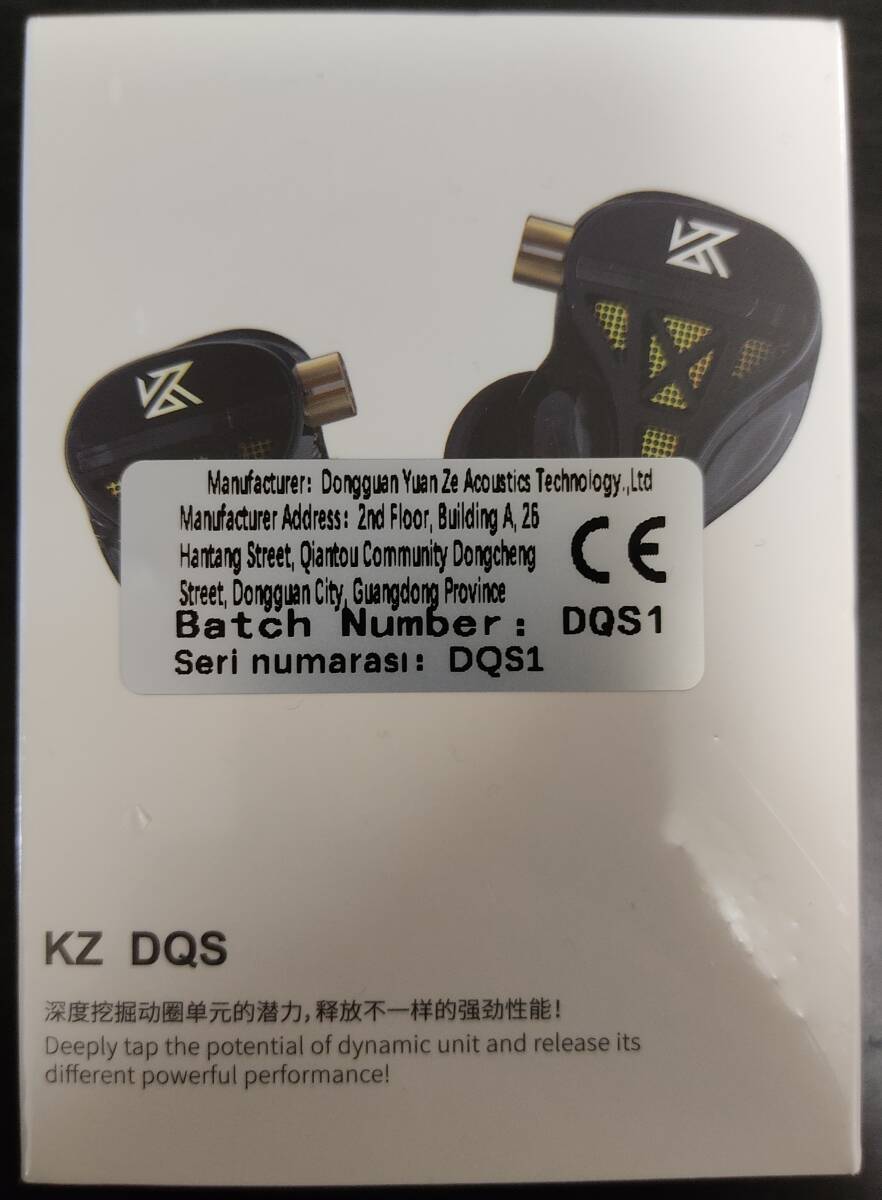 Manufacturer: Dongguan Yuan Ze Acoustics Technology.,Ltd
Manufacturer Address: 2nd Floor, Building A, 26
Hantang Street, Qiantou Community Dongcheng
Street, Dongguan City, Guangdong Province
CE
Batch Number: DQS1
Seri numarası: DQS1
KZ DQS
深度挖掘动圈单元的潜力,释放不一样的强劲性能!
Deeply tap the potential of dynamic unit and release its
different powerful performance!